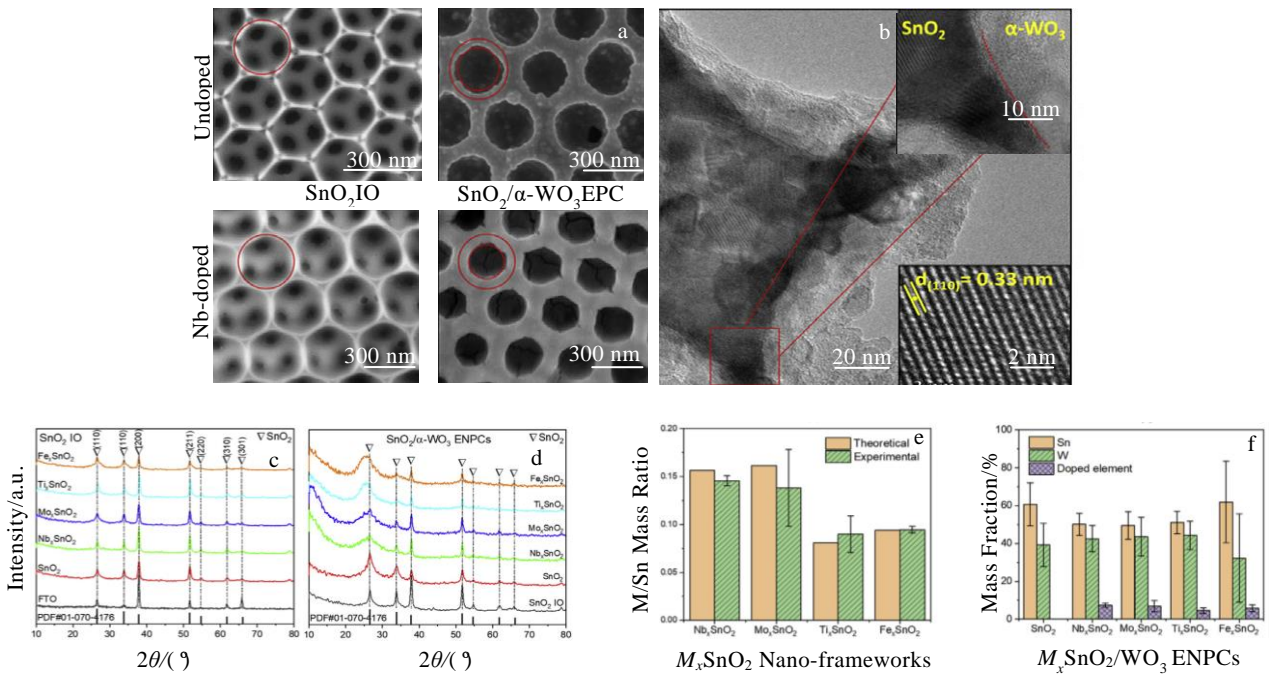 Undoped
300 nm
SnO₂IO
a
300 nm
SnO₂/α-WO₃EPC
Nb-doped
300 nm
300 nm
b
SnO₂
α-WO₃
10 nm
20 nm
d(110)= 0.33 nm
2 nm
Intensity/a.u.
SnO₂ IO
(110)
(110)
(200)
(211)
(220)
(310)
(301)
∇SnO₂
c
FeₓSnO₂
TiₓSnO₂
MoₓSnO₂
NbₓSnO₂
SnO₂
FTO
PDF#01-070-4176
10 20 30 40 50 60 70 80
2θ/(°)
SnO₂/α-WO₃ ENPCs
∇SnO₂
d
FeₓSnO₂
TiₓSnO₂
MoₓSnO₂
NbₓSnO₂
SnO₂
SnO₂ IO
PDF#01-070-4176
10 20 30 40 50 60 70 80
2θ/(°)
M/Sn Mass Ratio
0.20
0.15
0.10
0.05
0.00
e
Theoretical
Experimental
NbₓSnO₂ MoₓSnO₂ TiₓSnO₂ FeₓSnO₂
MₓSnO₂ Nano-frameworks
Mass Fraction/%
100
80
60
40
20
0
f
Sn
W
Doped element
SnO₂ NbₓSnO₂ MoₓSnO₂ TiₓSnO₂ FeₓSnO₂
MₓSnO₂/WO₃ ENPCs